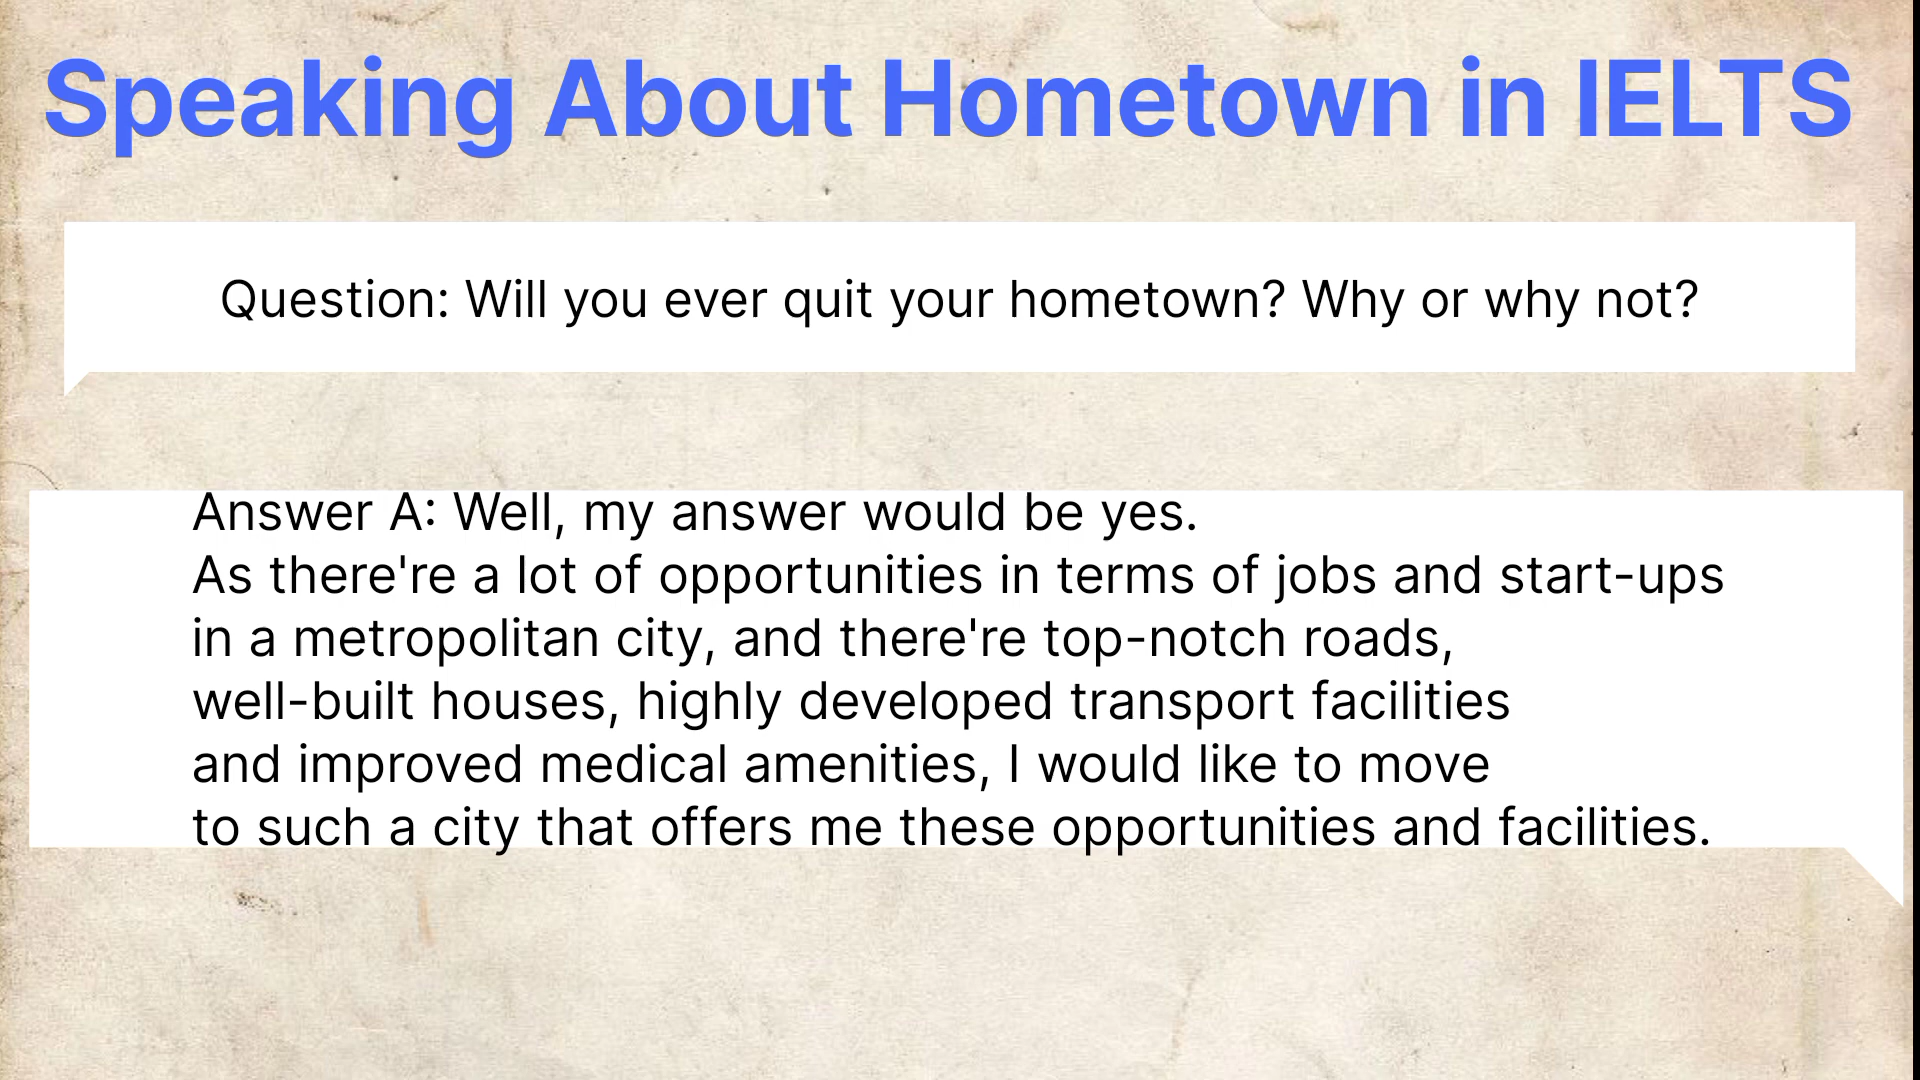 Speaking About Hometown in IELTS
Question: Will you ever quit your hometown? Why or why not?
Answer A: Well, my answer would be yes.
As there're a lot of opportunities in terms of jobs and start-ups
in a metropolitan city, and there're top-notch roads,
well-built houses, highly developed transport facilities
and improved medical amenities, I would like to move
to such a city that offers me these opportunities and facilities.